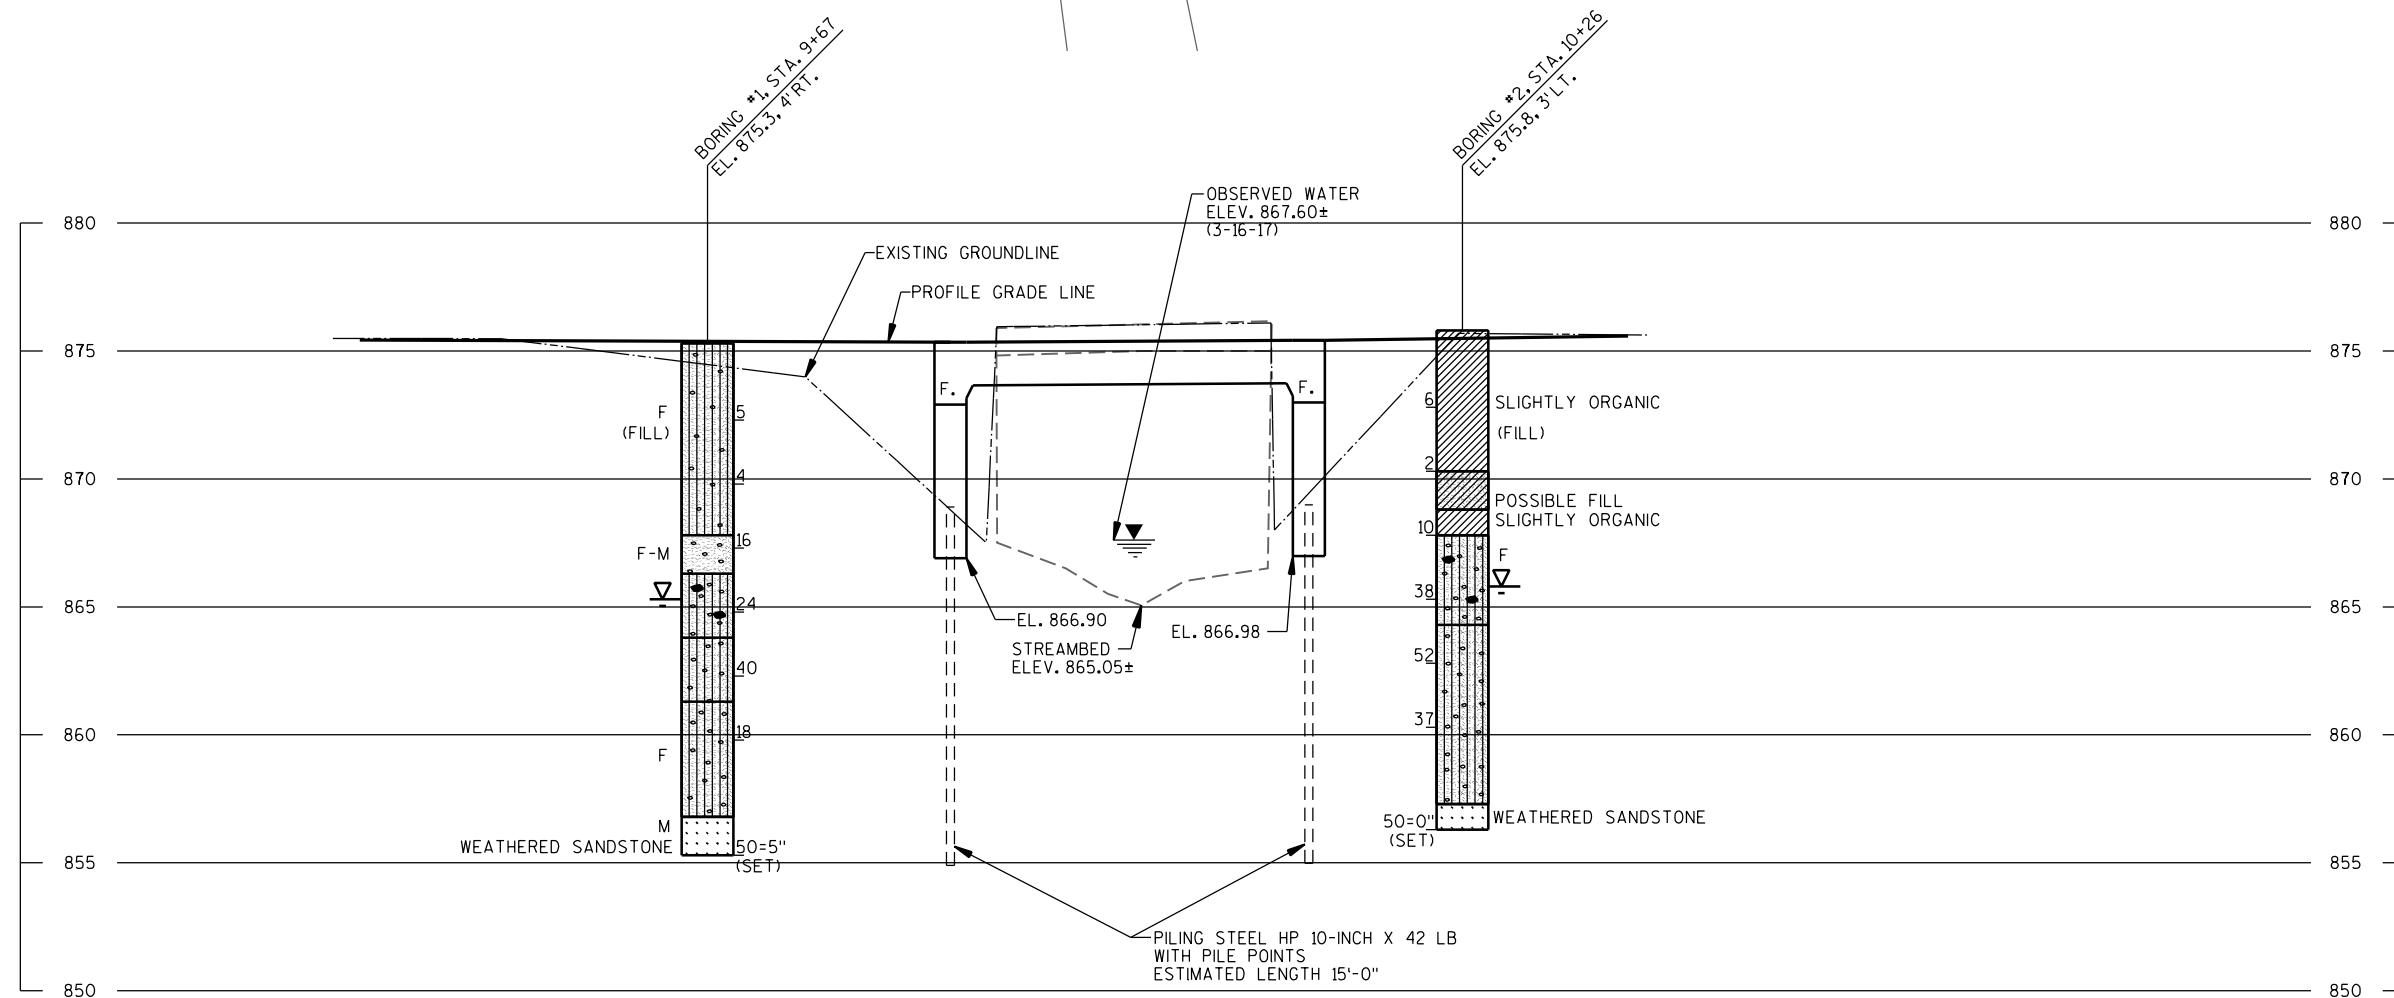 BORING #1, STA. 9+67
EL. 875.3, 4'RT.
BORING #2, STA. 10+26
EL. 875.8, 3'LT.
OBSERVED WATER
ELEV. 867.60±
(3-16-17)
880
880
EXISTING GROUNDLINE
PROFILE GRADE LINE
875
875
F.
F.
F
(FILL)
5
6
SLIGHTLY ORGANIC
(FILL)
4
2
870
870
POSSIBLE FILL
SLIGHTLY ORGANIC
16
10
F-M
F
24
38
865
865
EL. 866.90
EL. 866.98
STREAMBED
ELEV. 865.05±
40
52
18
37
860
860
F
M
WEATHERED SANDSTONE
50=5"
(SET)
50=0"
(SET)
WEATHERED SANDSTONE
855
855
PILING STEEL HP 10-INCH X 42 LB
WITH PILE POINTS
ESTIMATED LENGTH 15'-0"
850
850